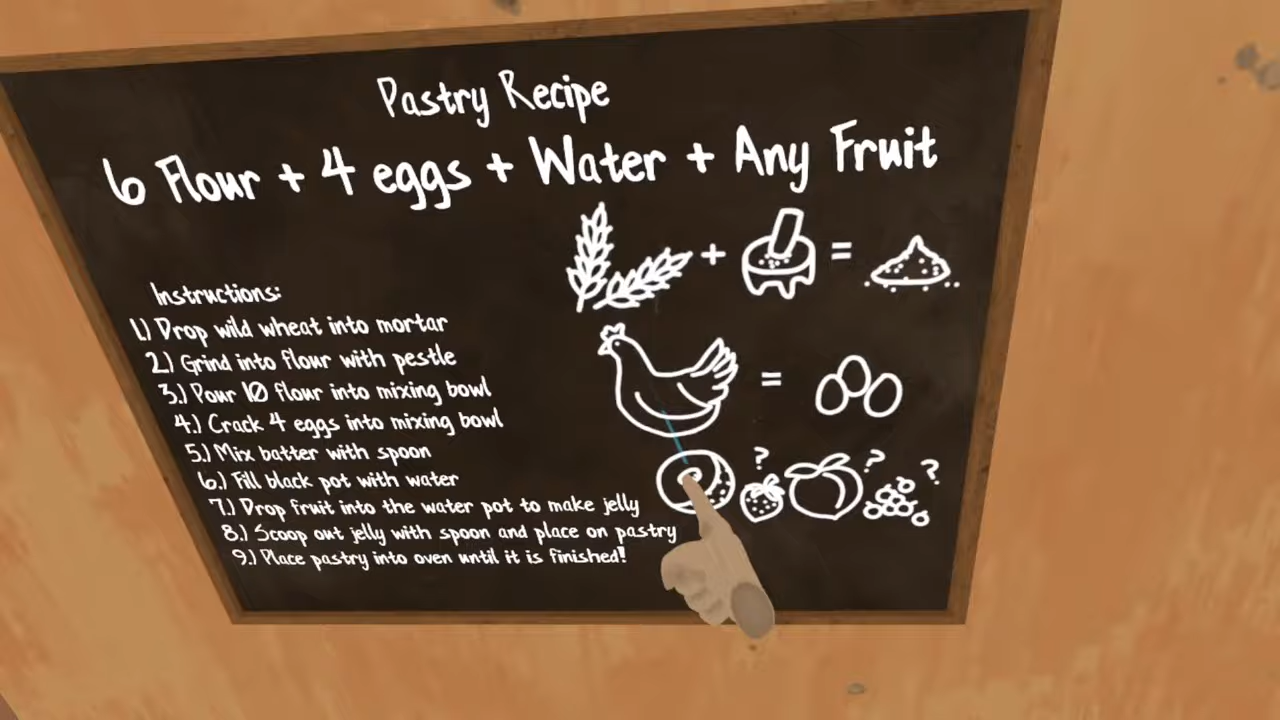 Pastry Recipe
6 Flour + 4 eggs + Water + Any Fruit
+ =
Instructions:
1.) Drop wild wheat into mortar
2.) Grind into flour with pestle
3.) Pour 10 flour into mixing bowl
=
4.) Crack 4 eggs into mixing bowl
5.) Mix batter with spoon
? ? ?
6.) Fill black pot with water
7.) Drop fruit into the water pot to make jelly
8.) Scoop out jelly with spoon and place on pastry
9.) Place pastry into oven until it is finished!